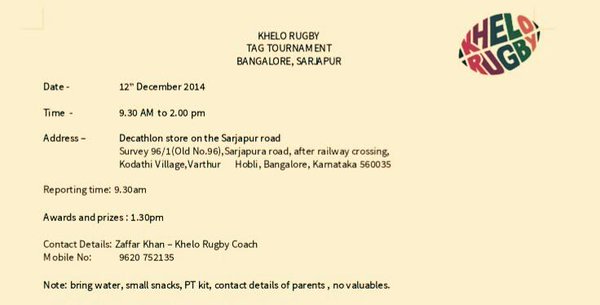 KHELO RUGBY
TAG TOURNAMENT
BANGALORE, SARJAPUR
KHELO
RUGBY
Date - 12th December 2014
Time - 9.30 AM to 2.00 pm
Address – Decathlon store on the Sarjapur road
Survey 96/1(Old No.96),Sarjapura road, after railway crossing,
Kodathi Village,Varthur Hobli, Bangalore, Karnataka 560035
Reporting time: 9.30am
Awards and prizes : 1.30pm
Contact Details: Zaffar Khan – Khelo Rugby Coach
Mobile No: 9620 752135
Note: bring water, small snacks, PT kit, contact details of parents , no valuables.